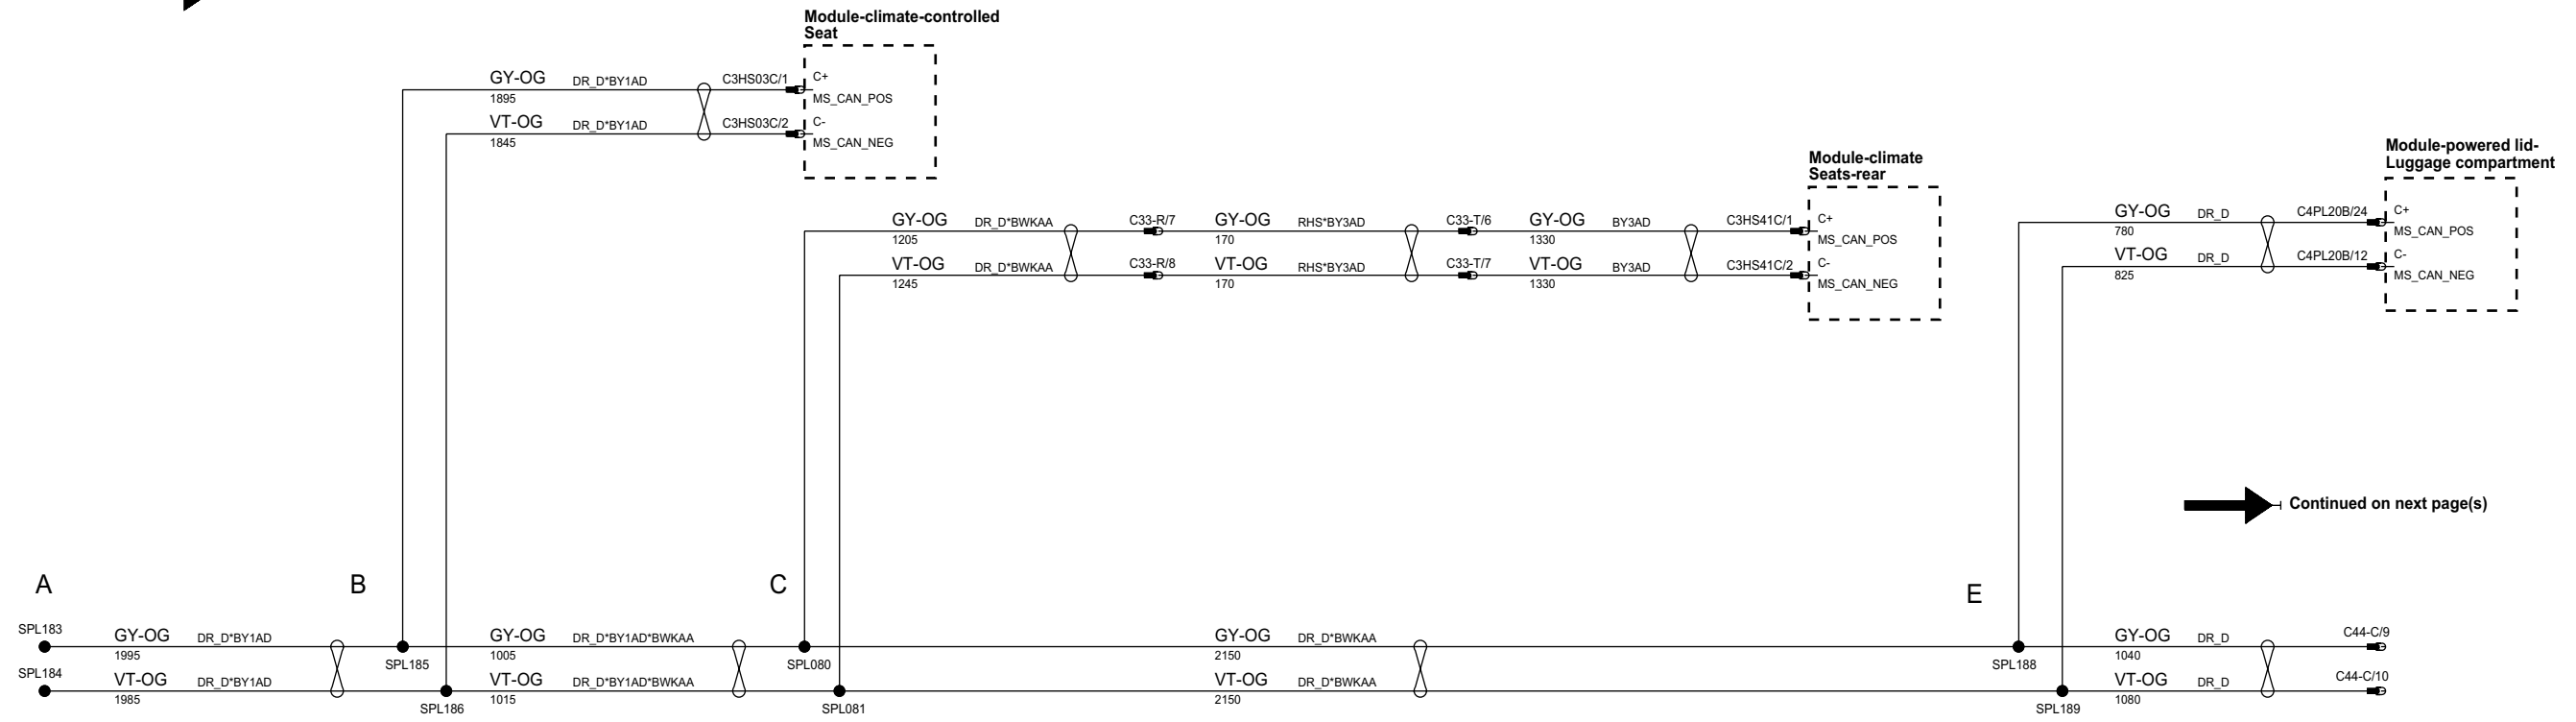 Module-climate-controlled
Seat
GY-OG DR_D*BY1AD C3HS03C/1 C+
1895 MS_CAN_POS
VT-OG DR_D*BY1AD C3HS03C/2 C-
1845 MS_CAN_NEG
Module-climate
Seats-rear
Module-powered lid-
Luggage compartment
GY-OG DR_D*BWKAA C33-R/7 GY-OG RHS*BY3AD C33-T/6 GY-OG BY3AD C3HS41C/1 C+
1205 170 1330 MS_CAN_POS
VT-OG DR_D*BWKAA C33-R/8 VT-OG RHS*BY3AD C33-T/7 VT-OG BY3AD C3HS41C/2 C-
1245 170 1330 MS_CAN_NEG
GY-OG DR_D C4PL20B/24 C+
780 MS_CAN_POS
VT-OG DR_D C4PL20B/12 C-
825 MS_CAN_NEG
Continued on next page(s)
A B C E
SPL183 GY-OG DR_D*BY1AD GY-OG DR_D*BY1AD*BWKAA GY-OG DR_D*BWKAA GY-OG DR_D C44-C/9
1995 SPL185 1005 SPL080 2150 SPL188 1040
SPL184 VT-OG DR_D*BY1AD VT-OG DR_D*BY1AD*BWKAA VT-OG DR_D*BWKAA VT-OG DR_D C44-C/10
1985 SPL186 1015 SPL081 2150 SPL189 1080